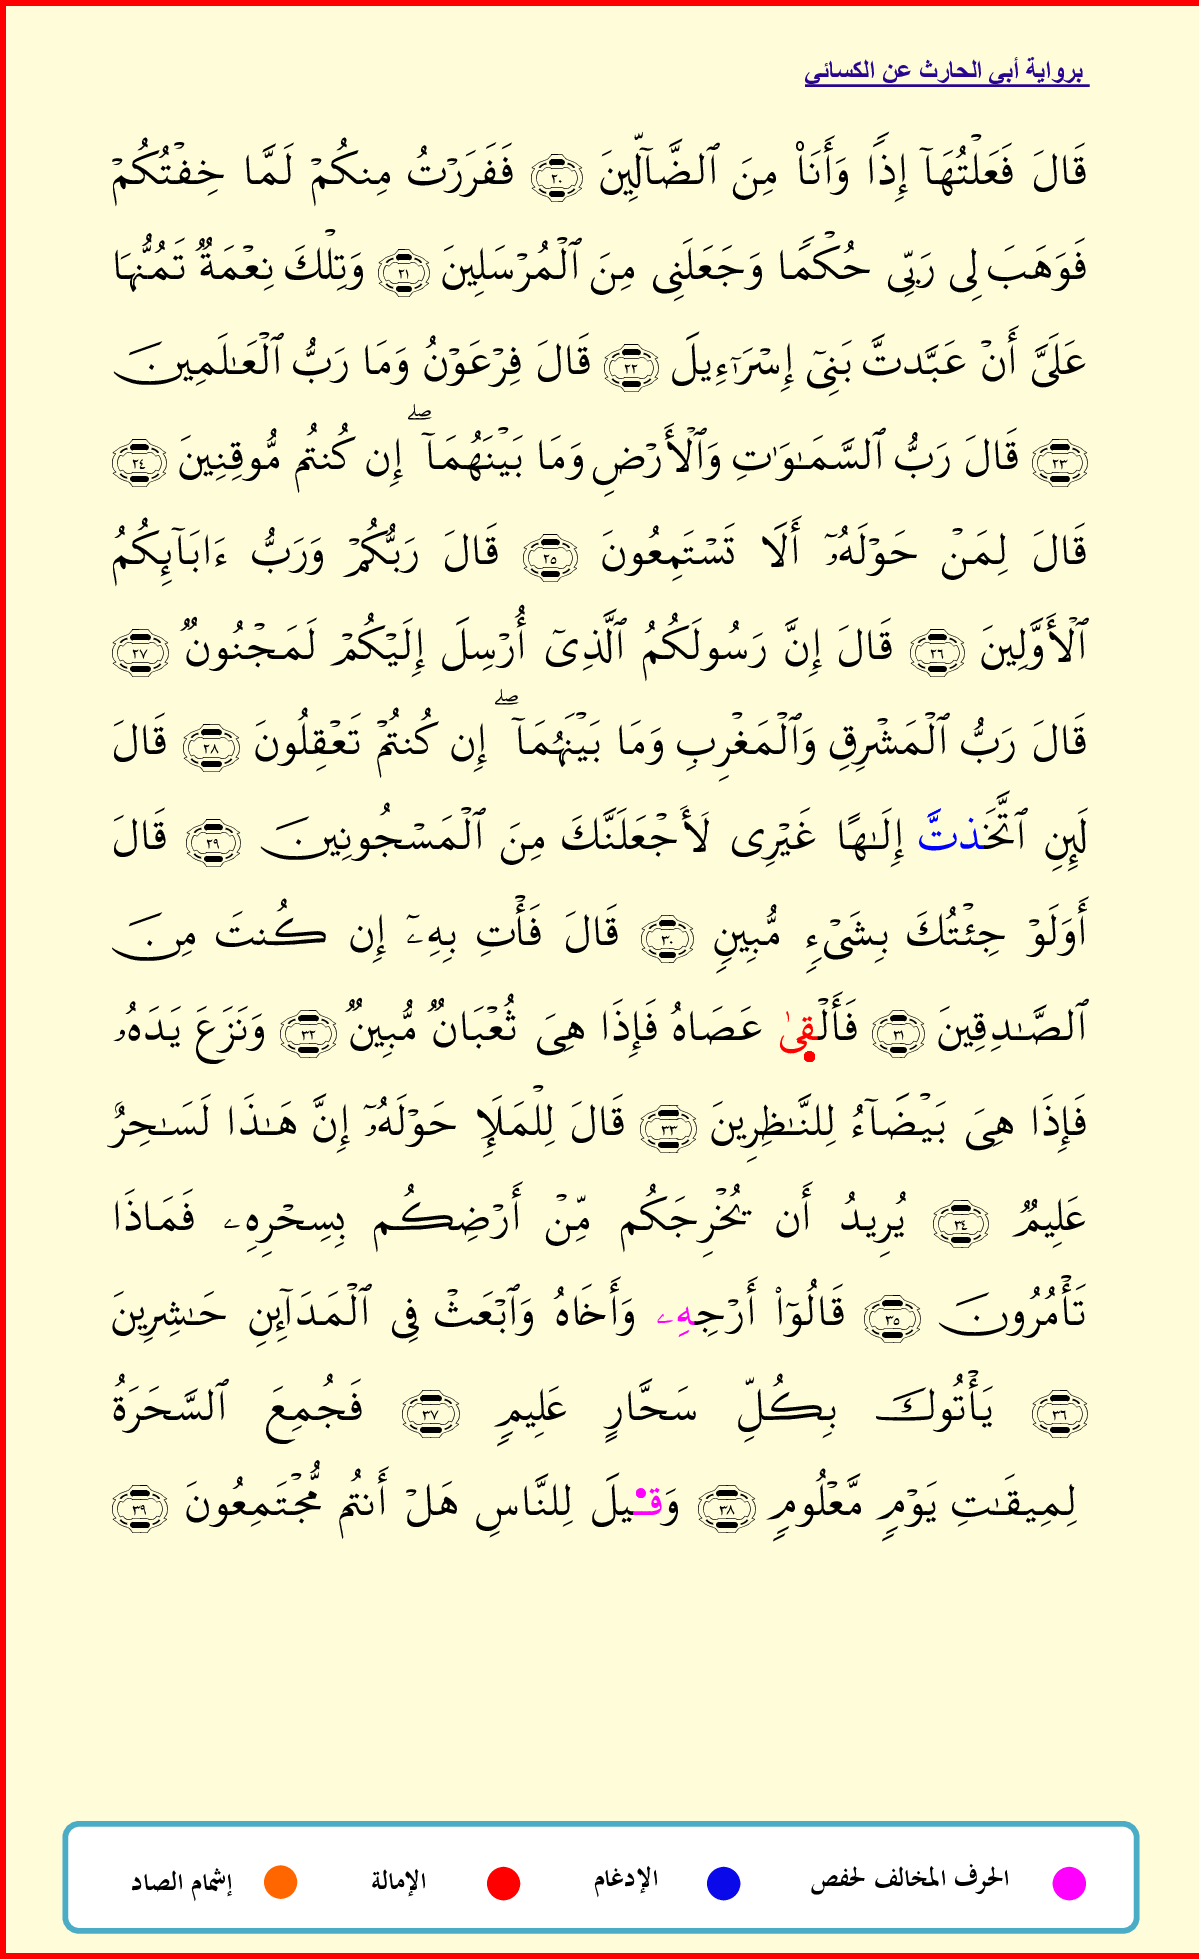 برواية أبي الحارث عن الكسائي
قَالَ فَعَلْتُهَآ إِذًا وَأَنَا۠ مِنَ ٱلضَّآلِّينَ ٢٠ فَفَرَرْتُ مِنكُمْ لَمَّا خِفْتُكُمْ
فَوَهَبَ لِى رَبِّى حُكْمًا وَجَعَلَنِى مِنَ ٱلْمُرْسَلِينَ ٢١ وَتِلْكَ نِعْمَةٌ تَمُنُّهَا
عَلَىَّ أَنْ عَبَّدتَّ بَنِىٓ إِسْرَٰٓءِيلَ ٢٢ قَالَ فِرْعَوْنُ وَمَا رَبُّ ٱلْعَٰلَمِينَ
٢٣ قَالَ رَبُّ ٱلسَّمَٰوَٰتِ وَٱلْأَرْضِ وَمَا بَيْنَهُمَآ ۖ إِن كُنتُم مُّوقِنِينَ ٢٤
قَالَ لِمَنْ حَوْلَهُۥٓ أَلَا تَسْتَمِعُونَ ٢٥ قَالَ رَبُّكُمْ وَرَبُّ ءَابَآئِكُمُ
ٱلْأَوَّلِينَ ٢٦ قَالَ إِنَّ رَسُولَكُمُ ٱلَّذِىٓ أُرْسِلَ إِلَيْكُمْ لَمَجْنُونٌ ٢٧
قَالَ رَبُّ ٱلْمَشْرِقِ وَٱلْمَغْرِبِ وَمَا بَيْنَهُمَآ ۖ إِن كُنتُمْ تَعْقِلُونَ ٢٨ قَالَ
لَئِنِ ٱتَّخَذتَّ إِلَٰهًا غَيْرِى لَأَجْعَلَنَّكَ مِنَ ٱلْمَسْجُونِينَ ٢٩ قَالَ
أَوَلَوْ جِئْتُكَ بِشَىْءٍ مُّبِينٍ ٣٠ قَالَ فَأْتِ بِهِۦٓ إِن كُنتَ مِنَ
ٱلصَّٰدِقِينَ ٣١ فَأَلْقَىٰ عَصَاهُ فَإِذَا هِىَ ثُعْبَانٌ مُّبِينٌ ٣٢ وَنَزَعَ يَدَهُۥ
فَإِذَا هِىَ بَيْضَآءُ لِلنَّٰظِرِينَ ٣٣ قَالَ لِلْمَلَإِ حَوْلَهُۥٓ إِنَّ هَٰذَا لَسَٰحِرٌ
عَلِيمٌ ٣٤ يُرِيدُ أَن يُخْرِجَكُم مِّنْ أَرْضِكُم بِسِحْرِهِۦ فَمَاذَا
تَأْمُرُونَ ٣٥ قَالُوٓا۟ أَرْجِهِۦ وَأَخَاهُ وَٱبْعَثْ فِى ٱلْمَدَآئِنِ حَٰشِرِينَ
٣٦ يَأْتُوكَ بِكُلِّ سَحَّارٍ عَلِيمٍ ٣٧ فَجُمِعَ ٱلسَّحَرَةُ
لِمِيقَٰتِ يَوْمٍ مَّعْلُومٍ ٣٨ وَقِيلَ لِلنَّاسِ هَلْ أَنتُم مُّجْتَمِعُونَ ٣٩
الحرف المخالف لحفص الإدغام الإمالة إشمام الصاد